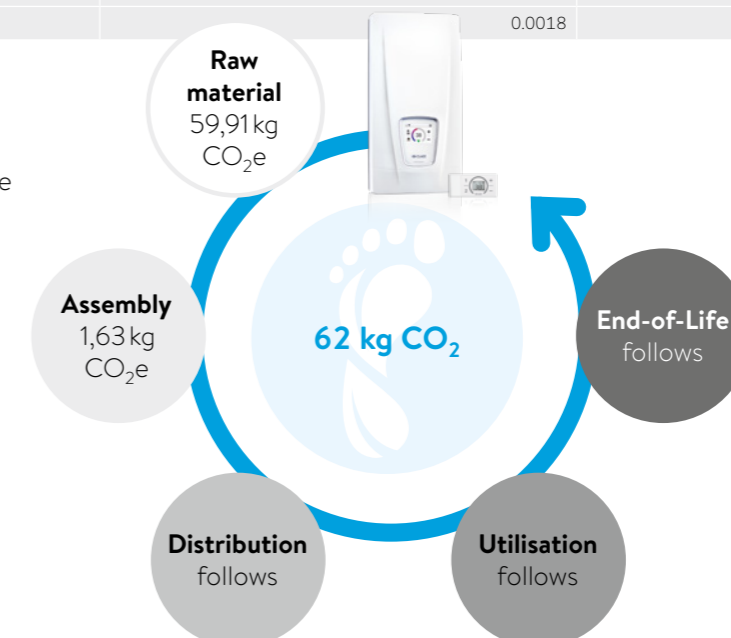 0.0018
Raw
material
59,91 kg
CO₂e
e
Assembly
1,63 kg
CO₂e
62 kg CO₂
End-of-Life
follows
Distribution
follows
Utilisation
follows